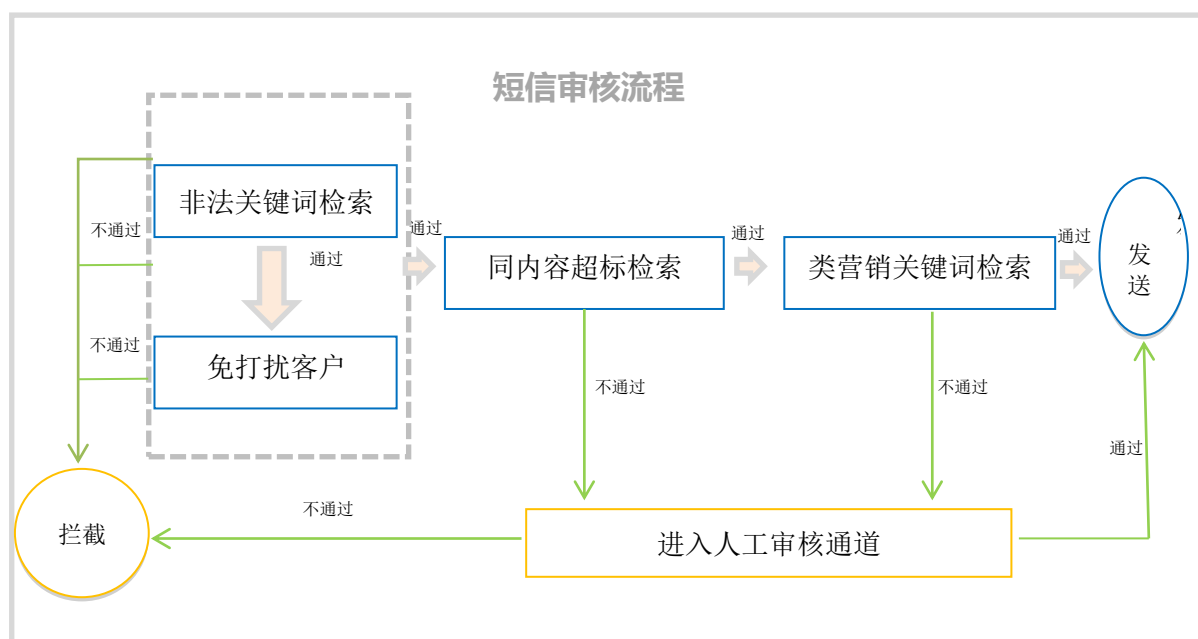 短信审核流程
非法关键词检索
不通过
通过
通过
同内容超标检索
通过
类营销关键词检索
通过
发
送
不通过
免打扰客户
不通过
不通过
通过
拦截
不通过
进入人工审核通道